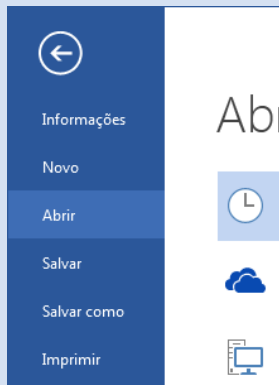 Informações
Novo
Abrir
Salvar
Salvar como
Imprimir
Abr